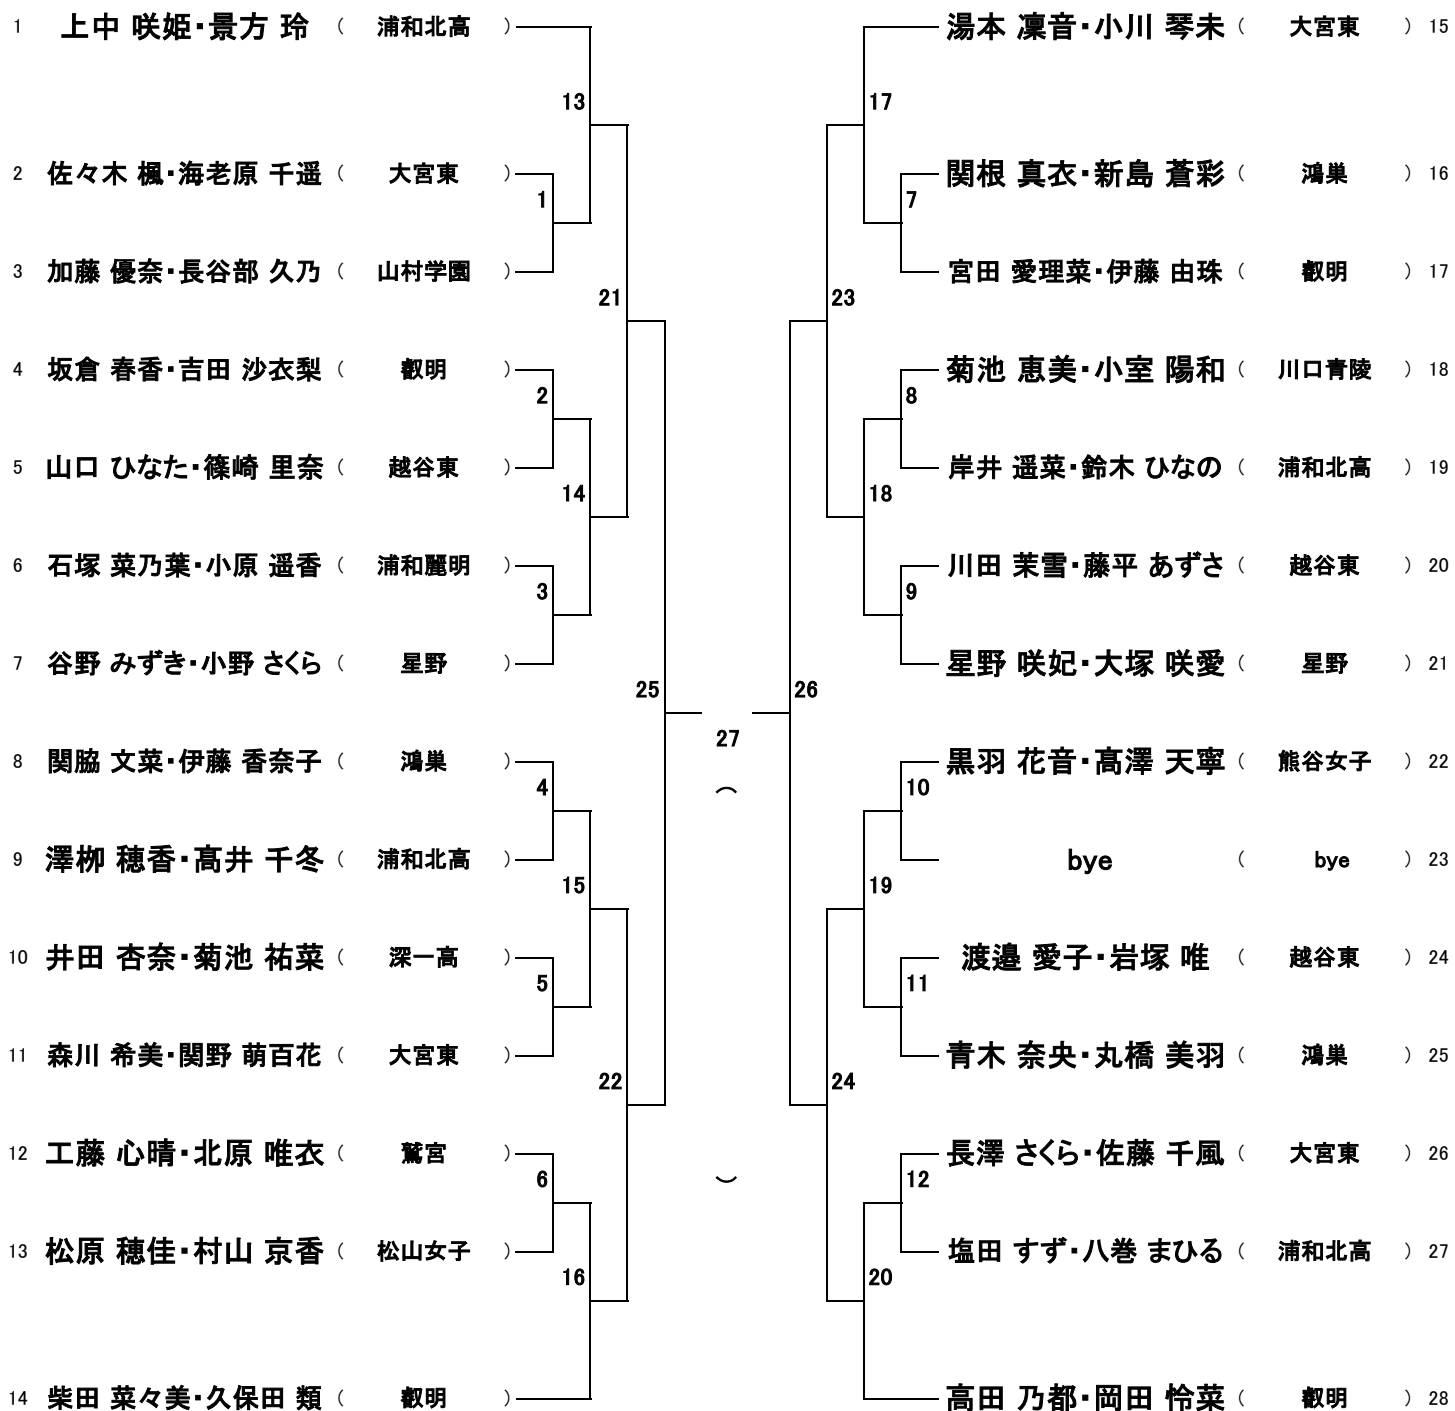 1 上中 咲姫・景方 玲 ( 浦和北高 )
13
2 佐々木 楓・海老原 千遥 ( 大宮東 )
1
3 加藤 優奈・長谷部 久乃 ( 山村学園 )
21
4 坂倉 春香・吉田 沙衣梨 ( 叡明 )
2
5 山口 ひなた・篠崎 里奈 ( 越谷東 )
14
6 石塚 菜乃葉・小原 遥香 ( 浦和麗明 )
3
7 谷野 みずき・小野 さくら ( 星野 )
25
8 関脇 文菜・伊藤 香奈子 ( 鴻巣 )
4
9 澤栁 穂香・髙井 千冬 ( 浦和北高 )
15
10 井田 杏奈・菊池 祐菜 ( 深一高 )
5
11 森川 希美・関野 萌百花 ( 大宮東 )
22
12 工藤 心晴・北原 唯衣 ( 鷲宮 )
6
13 松原 穂佳・村山 京香 ( 松山女子 )
16
14 柴田 菜々美・久保田 類 ( 叡明 )
27
( )
湯本 凜音・小川 琴未 ( 大宮東 ) 15
17
関根 真衣・新島 蒼彩 ( 鴻巣 ) 16
7
宮田 愛理菜・伊藤 由珠 ( 叡明 ) 17
23
菊池 恵美・小室 陽和 ( 川口青陵 ) 18
8
岸井 遥菜・鈴木 ひなの ( 浦和北高 ) 19
18
川田 茉雪・藤平 あずさ ( 越谷東 ) 20
9
星野 咲妃・大塚 咲愛 ( 星野 ) 21
26
黒羽 花音・髙澤 天寧 ( 熊谷女子 ) 22
10
bye ( bye ) 23
19
渡邉 愛子・岩塚 唯 ( 越谷東 ) 24
11
青木 奈央・丸橋 美羽 ( 鴻巣 ) 25
24
長澤 さくら・佐藤 千風 ( 大宮東 ) 26
12
塩田 すず・八巻 まひる ( 浦和北高 ) 27
20
高田 乃都・岡田 怜菜 ( 叡明 ) 28